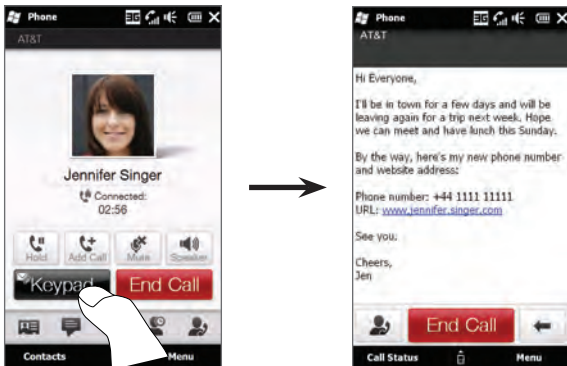 Phone
3G
AT&T
Jennifer Singer
Connected:
02:56
Hold
Add Call
Mute
Speaker
Keypad
End Call
Contacts
Menu
Phone
3G
AT&T
Hi Everyone,
I'll be in town for a few days and will be
leaving again for a trip next week. Hope
we can meet and have lunch this Sunday.
By the way, here's my new phone number
and website address:
Phone number: +44 1111 11111
URL: www.jennifer.singer.com
See you.
Cheers,
Jen
End Call
Call Status
Menu